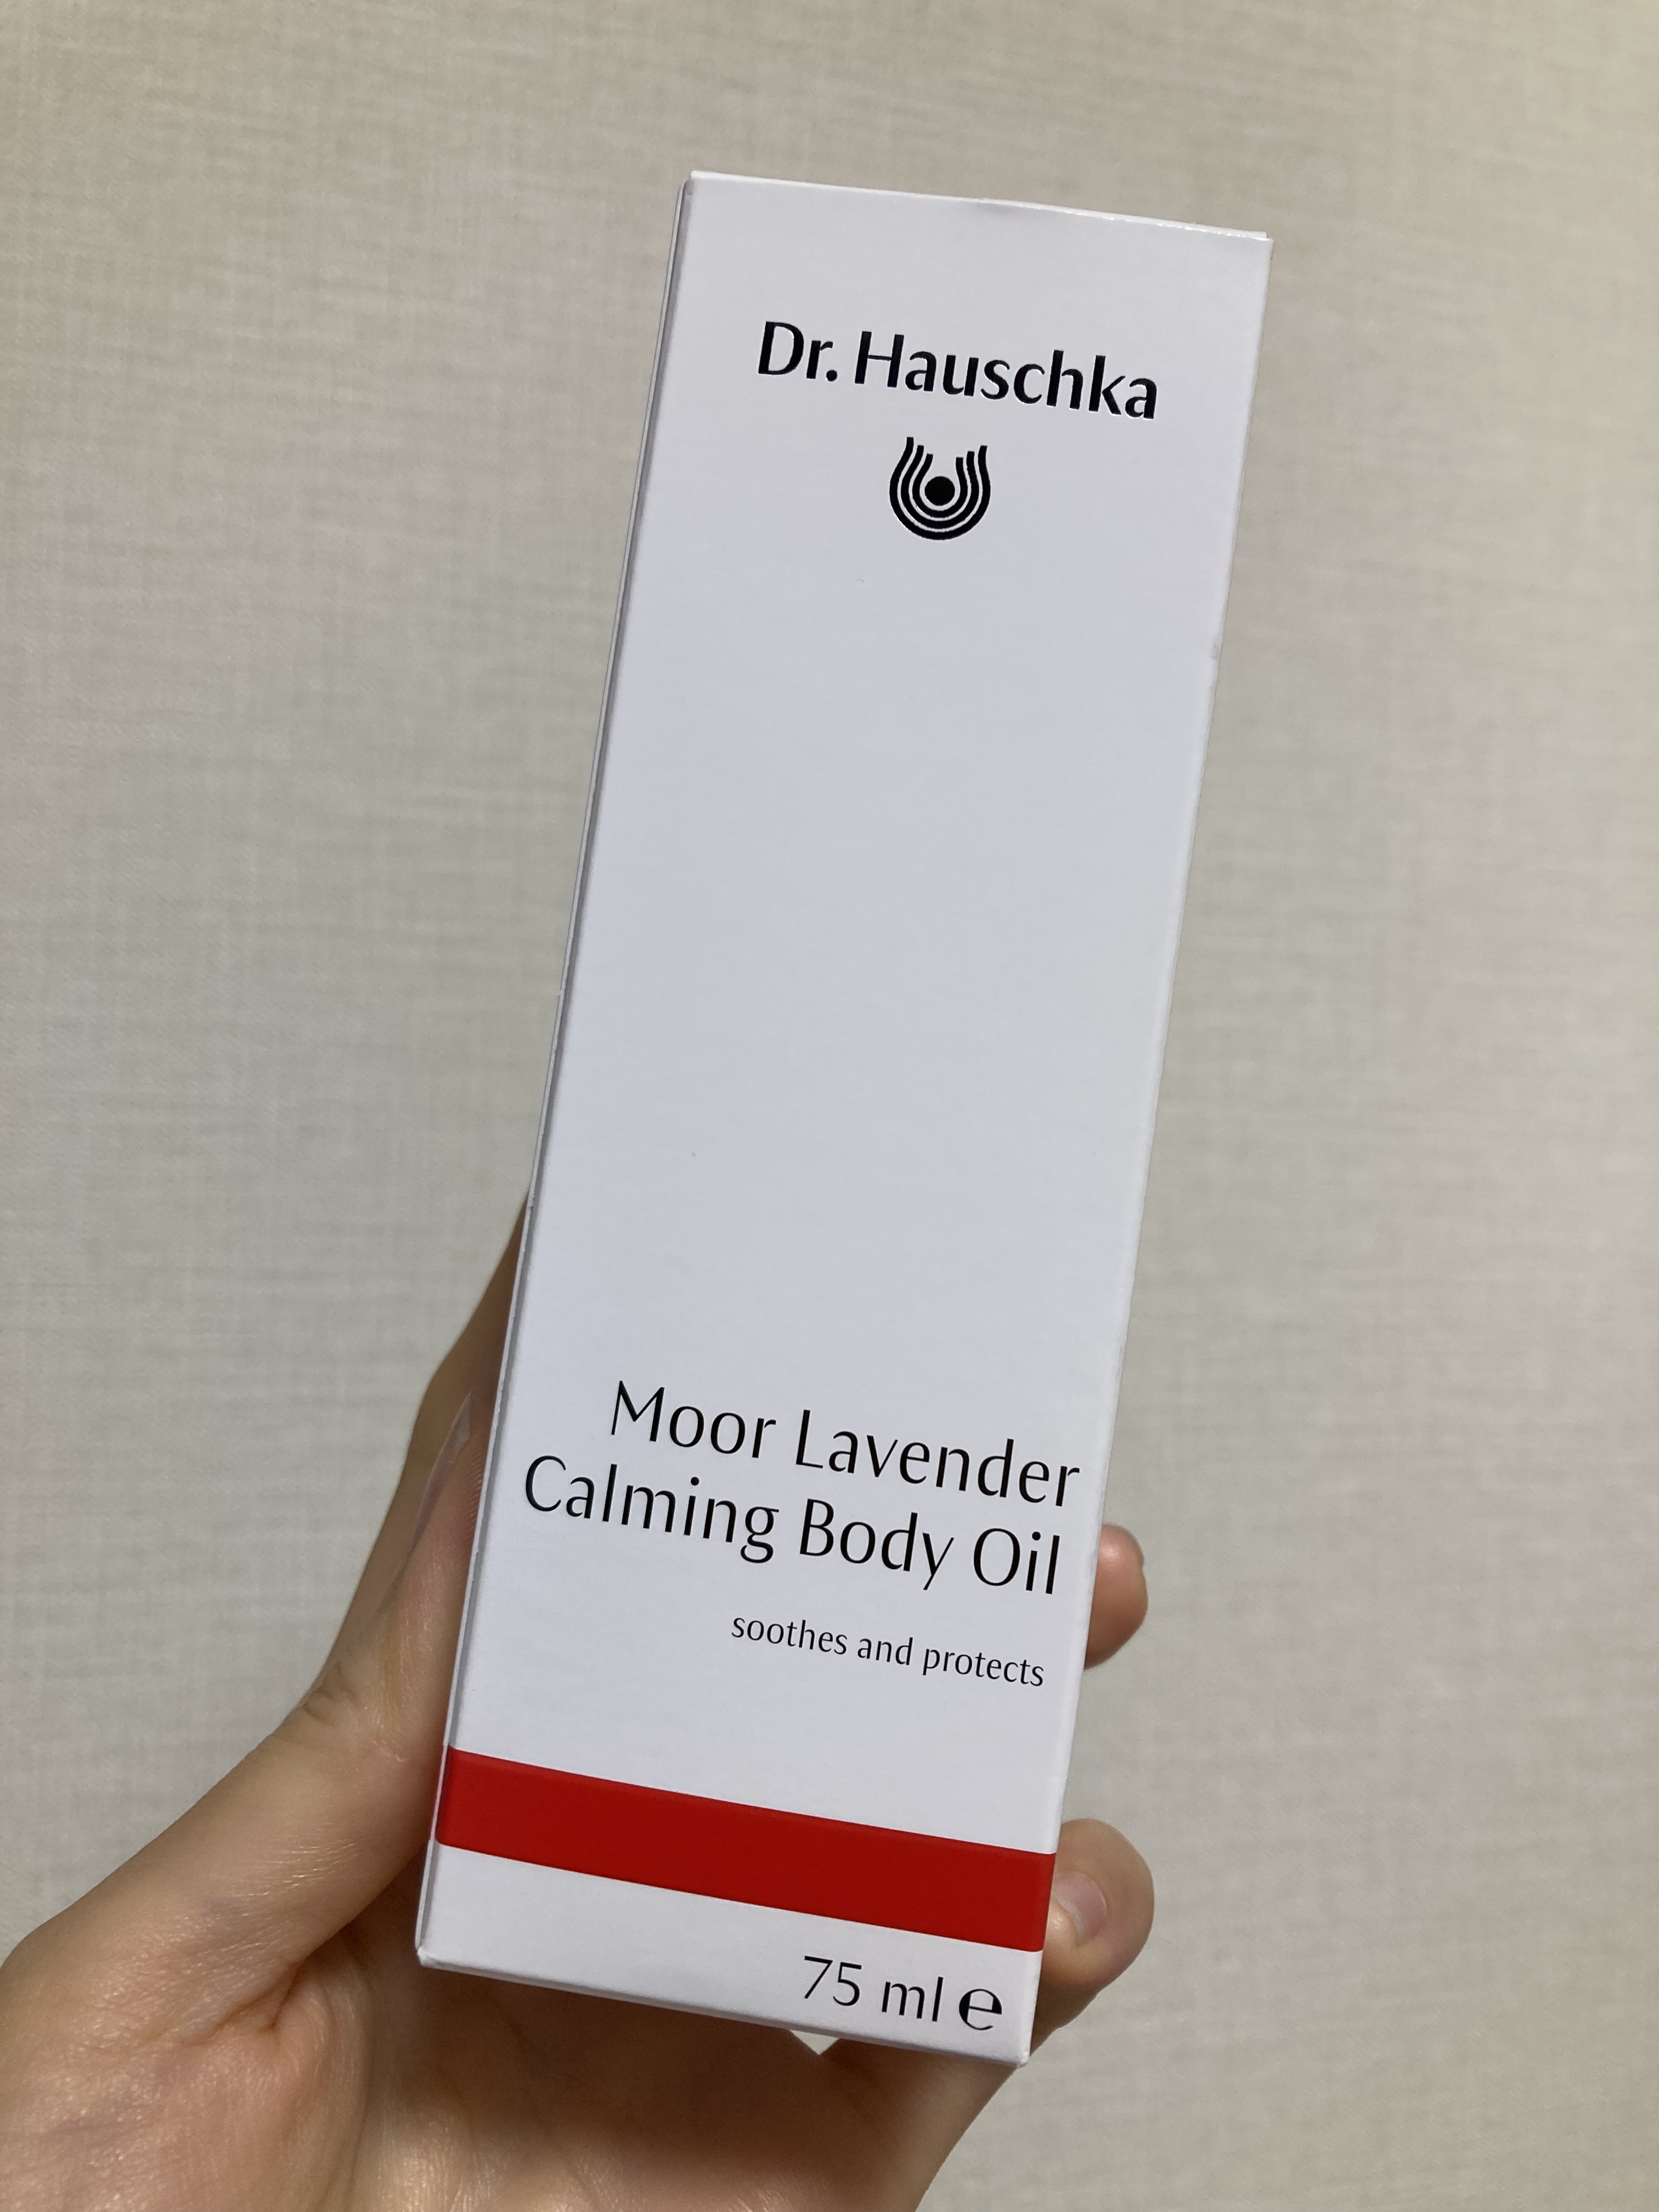 Dr. Hauschka
Moor Lavender
Calming Body Oil
soothes and protects
75 ml ℮